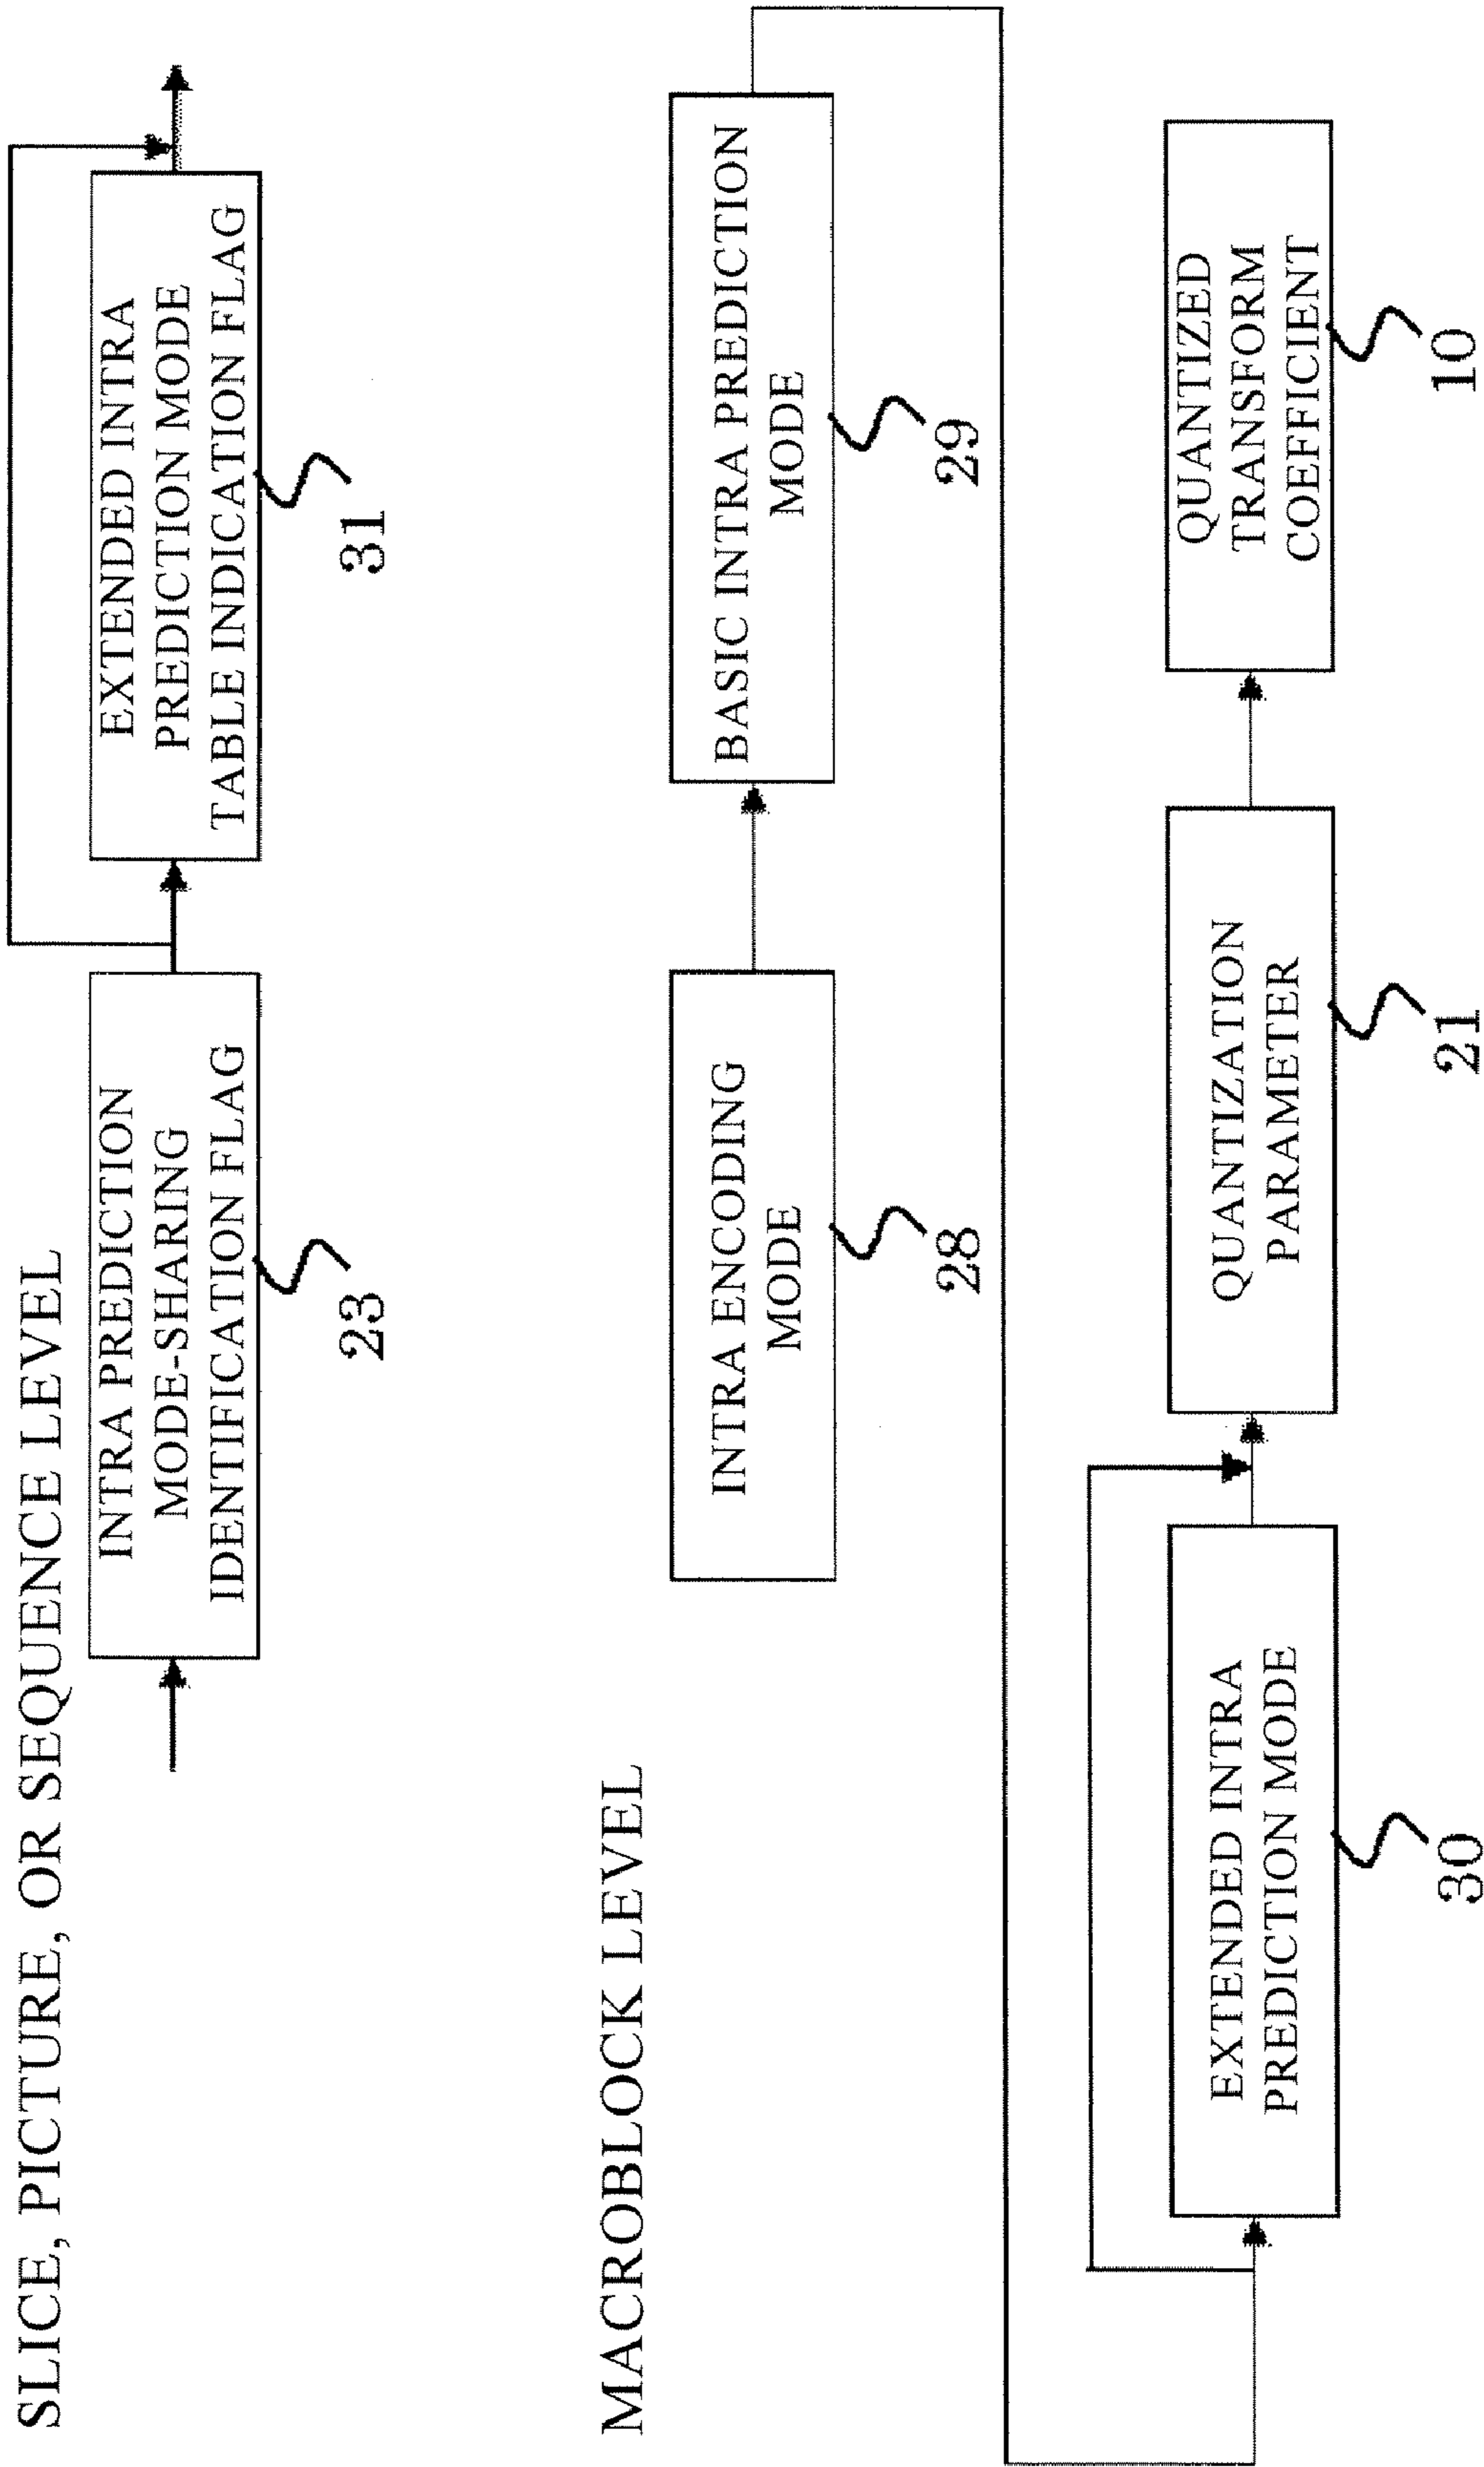 SLICE, PICTURE, OR SEQUENCE LEVEL
INTRA PREDICTION
MODE-SHARING
IDENTIFICATION FLAG
23
EXTENDED INTRA
PREDICTION MODE
TABLE INDICATION FLAG
31
MACROBLOCK LEVEL
INTRA ENCODING
MODE
28
BASIC INTRA PREDICTION
MODE
29
EXTENDED INTRA
PREDICTION MODE
30
QUANTIZATION
PARAMETER
21
QUANTIZED
TRANSFORM
COEFFICIENT
10